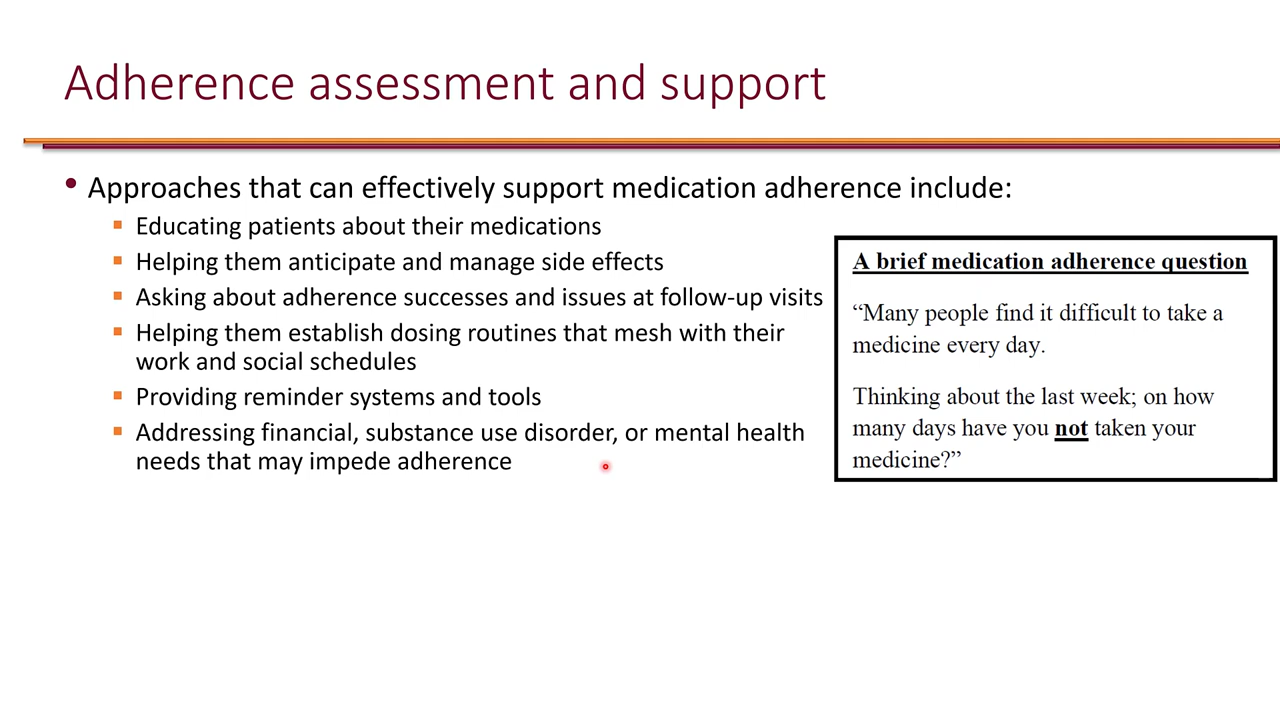 Adherence assessment and support
• Approaches that can effectively support medication adherence include:
▪ Educating patients about their medications
▪ Helping them anticipate and manage side effects
▪ Asking about adherence successes and issues at follow-up visits
▪ Helping them establish dosing routines that mesh with their
work and social schedules
▪ Providing reminder systems and tools
▪ Addressing financial, substance use disorder, or mental health
needs that may impede adherence
A brief medication adherence question
“Many people find it difficult to take a
medicine every day.
Thinking about the last week; on how
many days have you not taken your
medicine?”